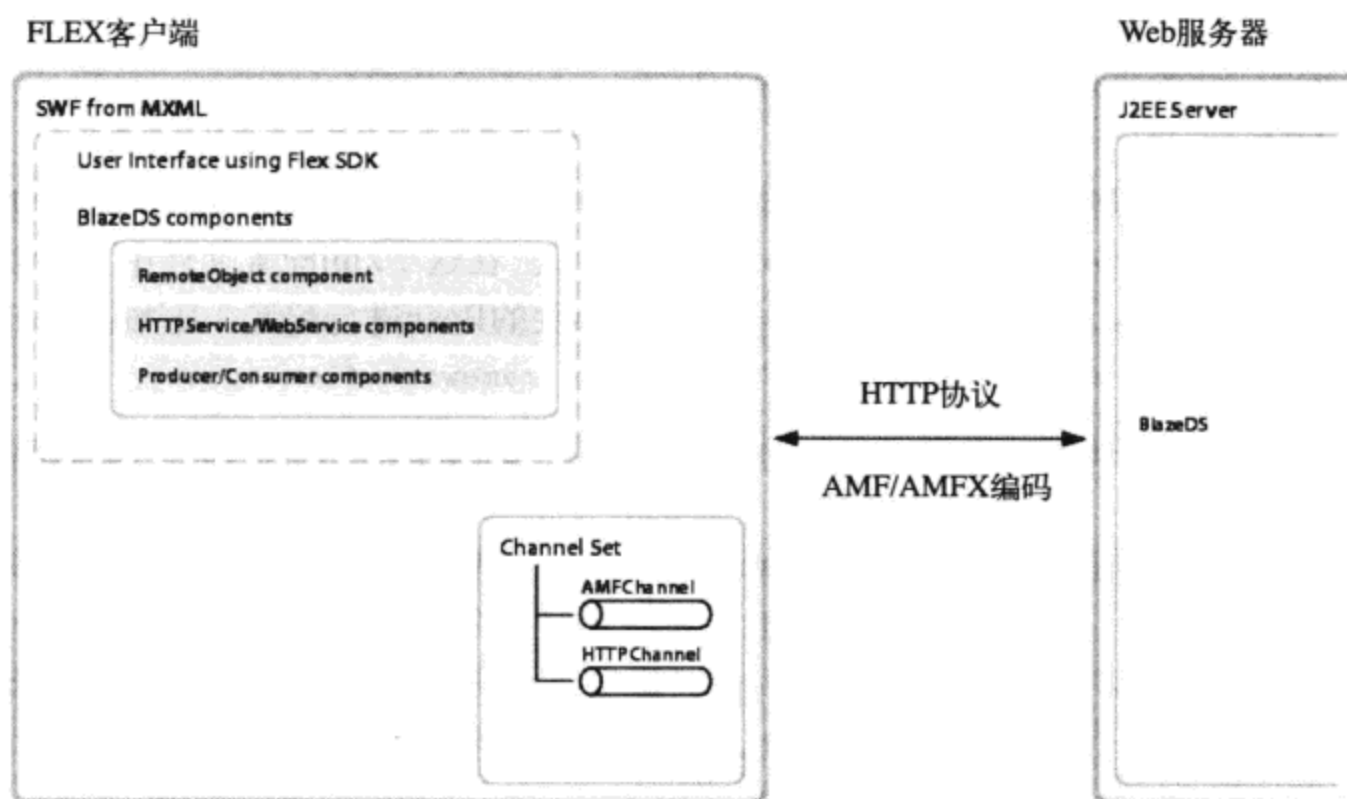 FLEX客户端
Web服务器
SWF from MXML
User Interface using Flex SDK
BlazeDS components
RemoteObject component
HTTPService/WebService components
Producer/Consumer components
Channel Set
AMFChannel
HTTPChannel
HTTP协议
AMF/AMFX编码
J2EE Server
BlazeDS